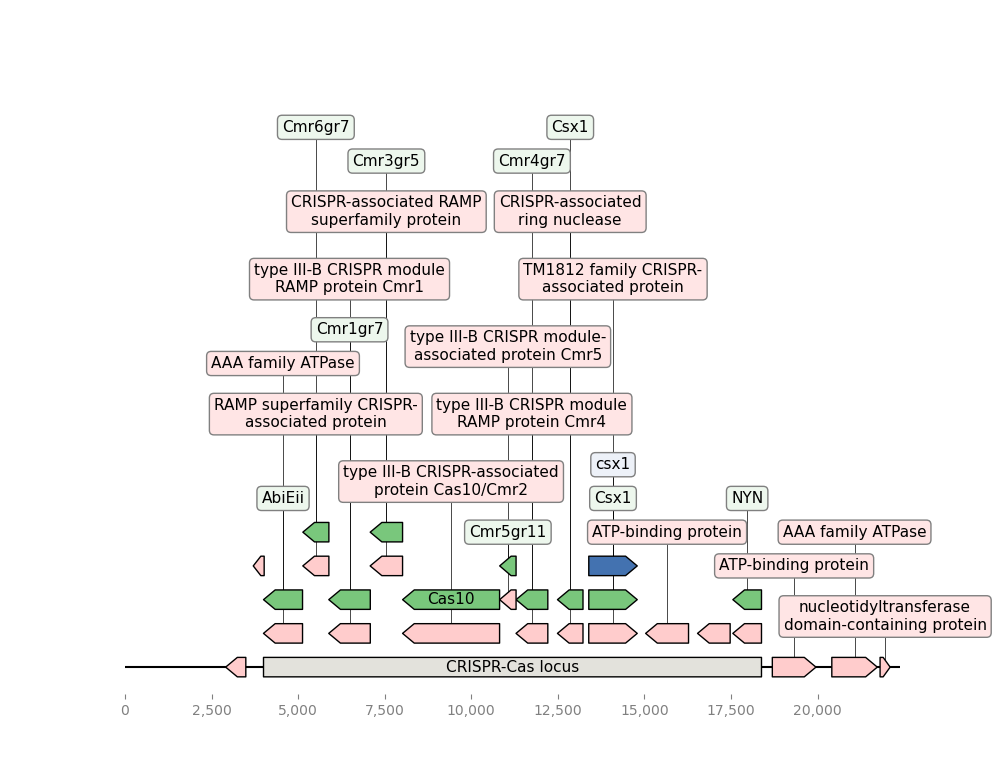 Cmr6gr7
Csx1
Cmr3gr5
Cmr4gr7
CRISPR-associated RAMP
superfamily protein
CRISPR-associated
ring nuclease
type III-B CRISPR module
RAMP protein Cmr1
TM1812 family CRISPR-
associated protein
Cmr1gr7
type III-B CRISPR module-
associated protein Cmr5
AAA family ATPase
RAMP superfamily CRISPR-
associated protein
type III-B CRISPR module
RAMP protein Cmr4
csx1
type III-B CRISPR-associated
protein Cas10/Cmr2
AbiEii
Csx1
NYN
Cmr5gr11
ATP-binding protein
AAA family ATPase
ATP-binding protein
Cas10
nucleotidyltransferase
domain-containing protein
CRISPR-Cas locus
0
2,500
5,000
7,500
10,000
12,500
15,000
17,500
20,000